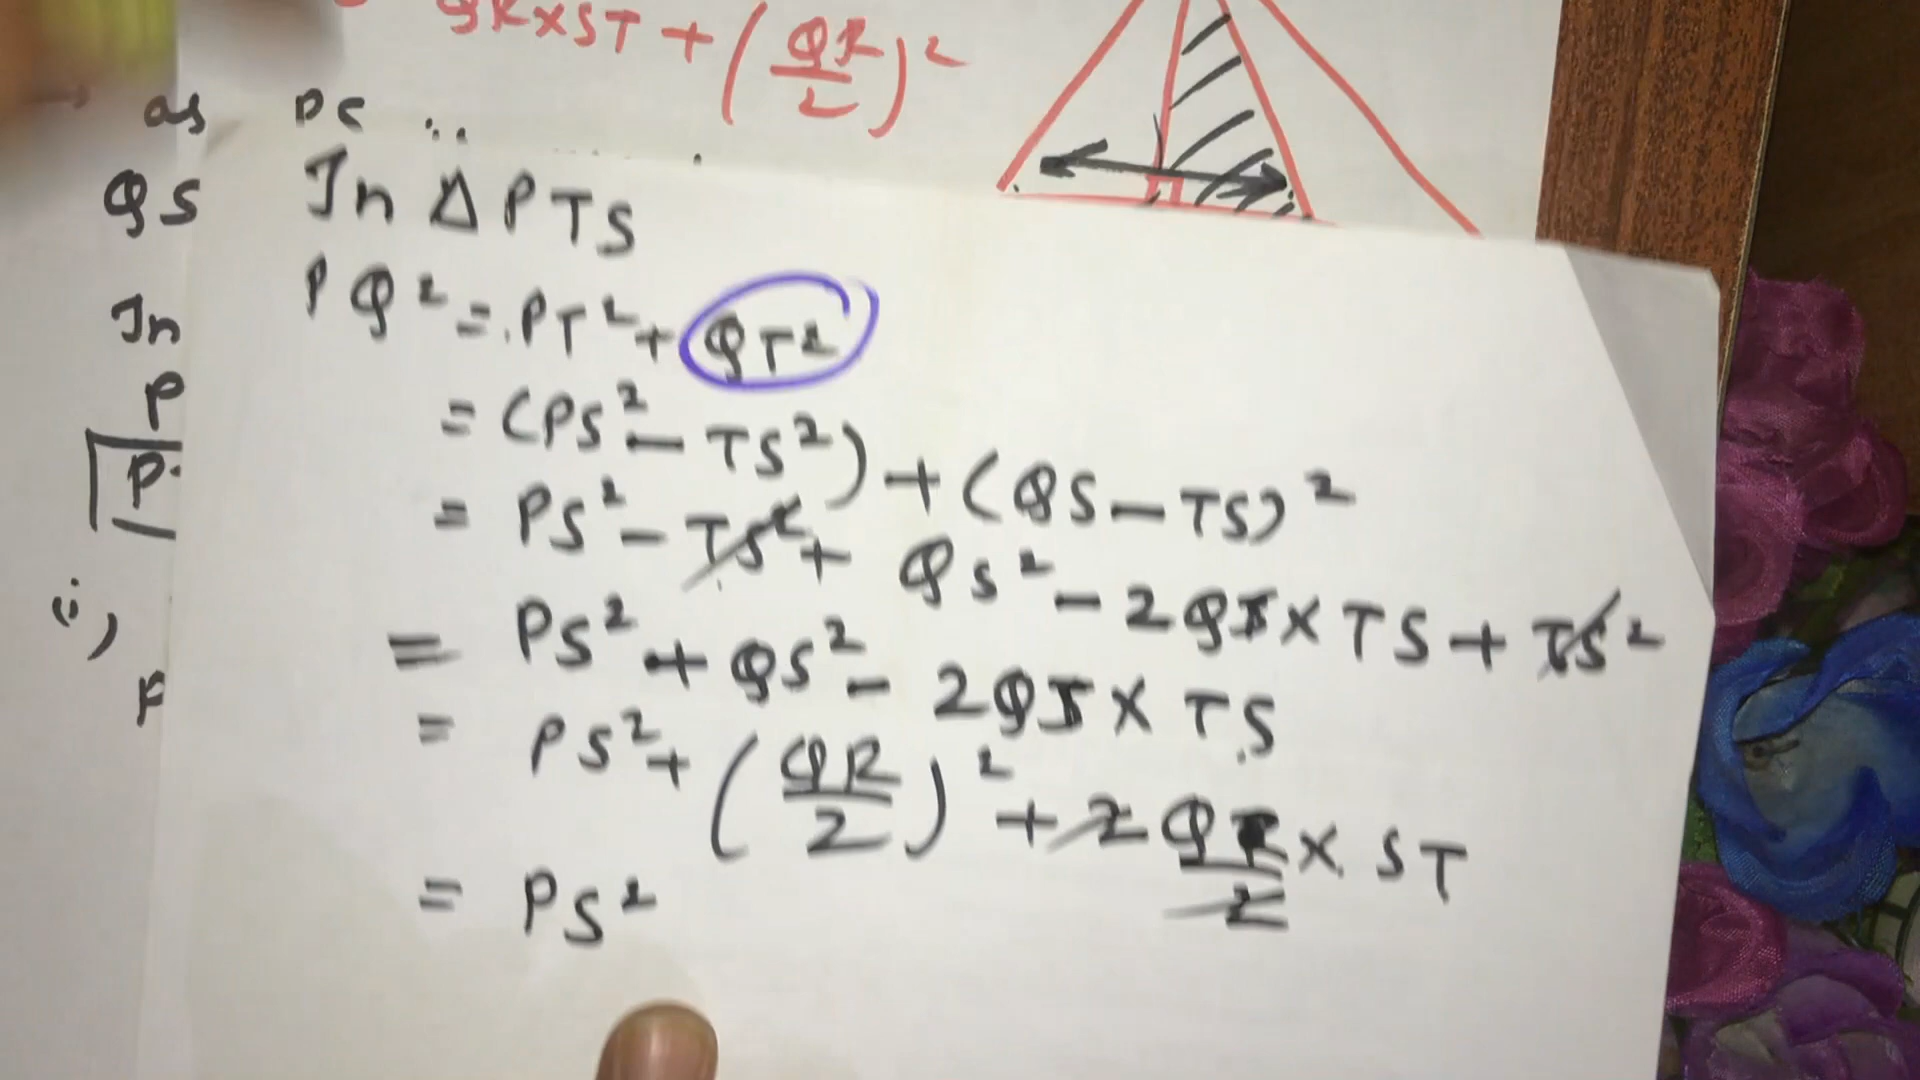 QR×ST + (QR/2)²
as
QS
In △ PTS
In
PQ² = PT² + QT²
P
= (PS² - TS²) + (QS - TS)²
P
= PS² - TS² + QS² - 2QS × TS + TS²
(i),
= PS² + QS² - 2QS × TS
= PS² + (QR/2)² + 2 QR/2 × ST
= PS²